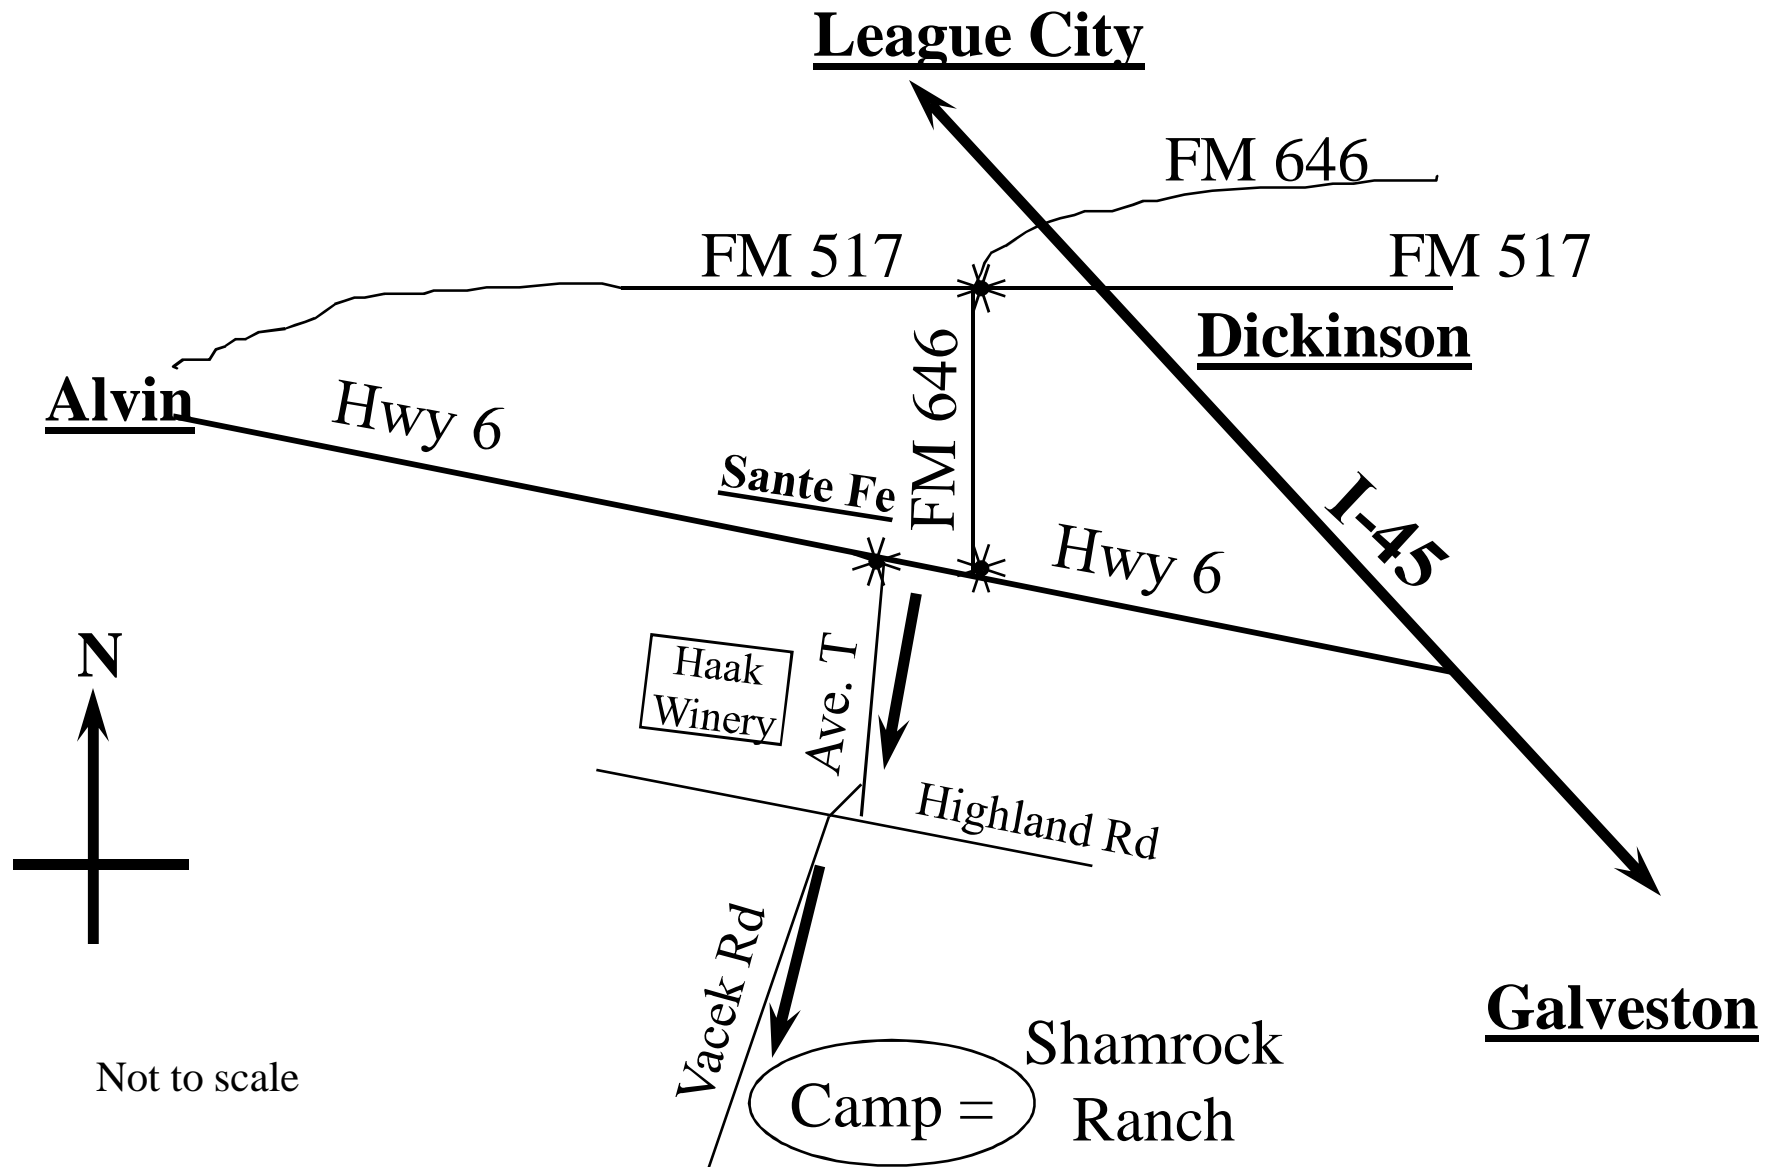 League City
FM 646
FM 517
FM 517
Dickinson
FM 646
Alvin
Hwy 6
Sante Fe
Hwy 6
I-45
N
Haak
Winery
Ave. T
Highland Rd
Vacek Rd
Galveston
Not to scale
Camp =
Shamrock
Ranch